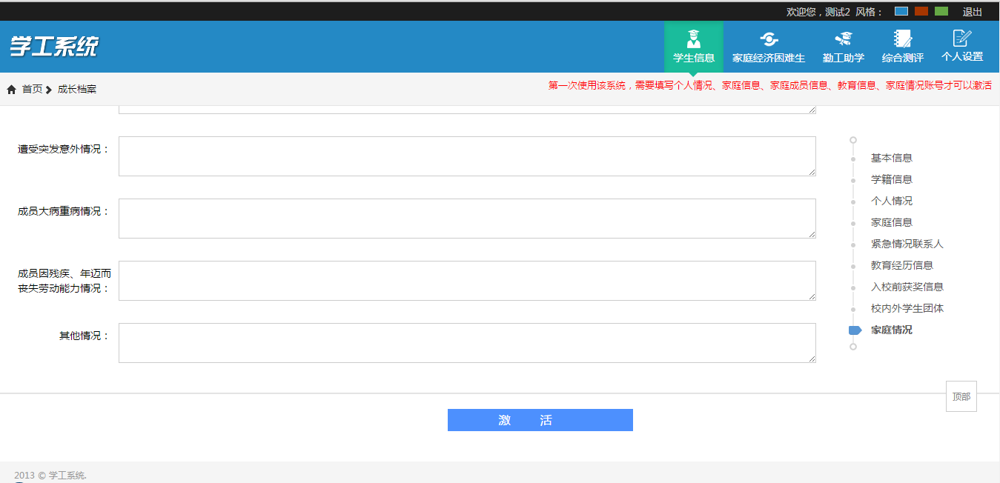 欢迎您，测试2 风格： 退出
学工系统
学生信息 家庭经济困难生 勤工助学 综合测评 个人设置
首页 成长档案
第一次使用该系统，需要填写个人情况、家庭信息、家庭成员信息、教育信息、家庭情况账号才可以激活
遭受突发意外情况：
成员大病重病情况：
成员因残疾、年迈而
丧失劳动能力情况：
其他情况：
基本信息
学籍信息
个人情况
家庭信息
紧急情况联系人
教育经历信息
入校前获奖信息
校内外学生团体
家庭情况
顶部
激 活
2013 © 学工系统.